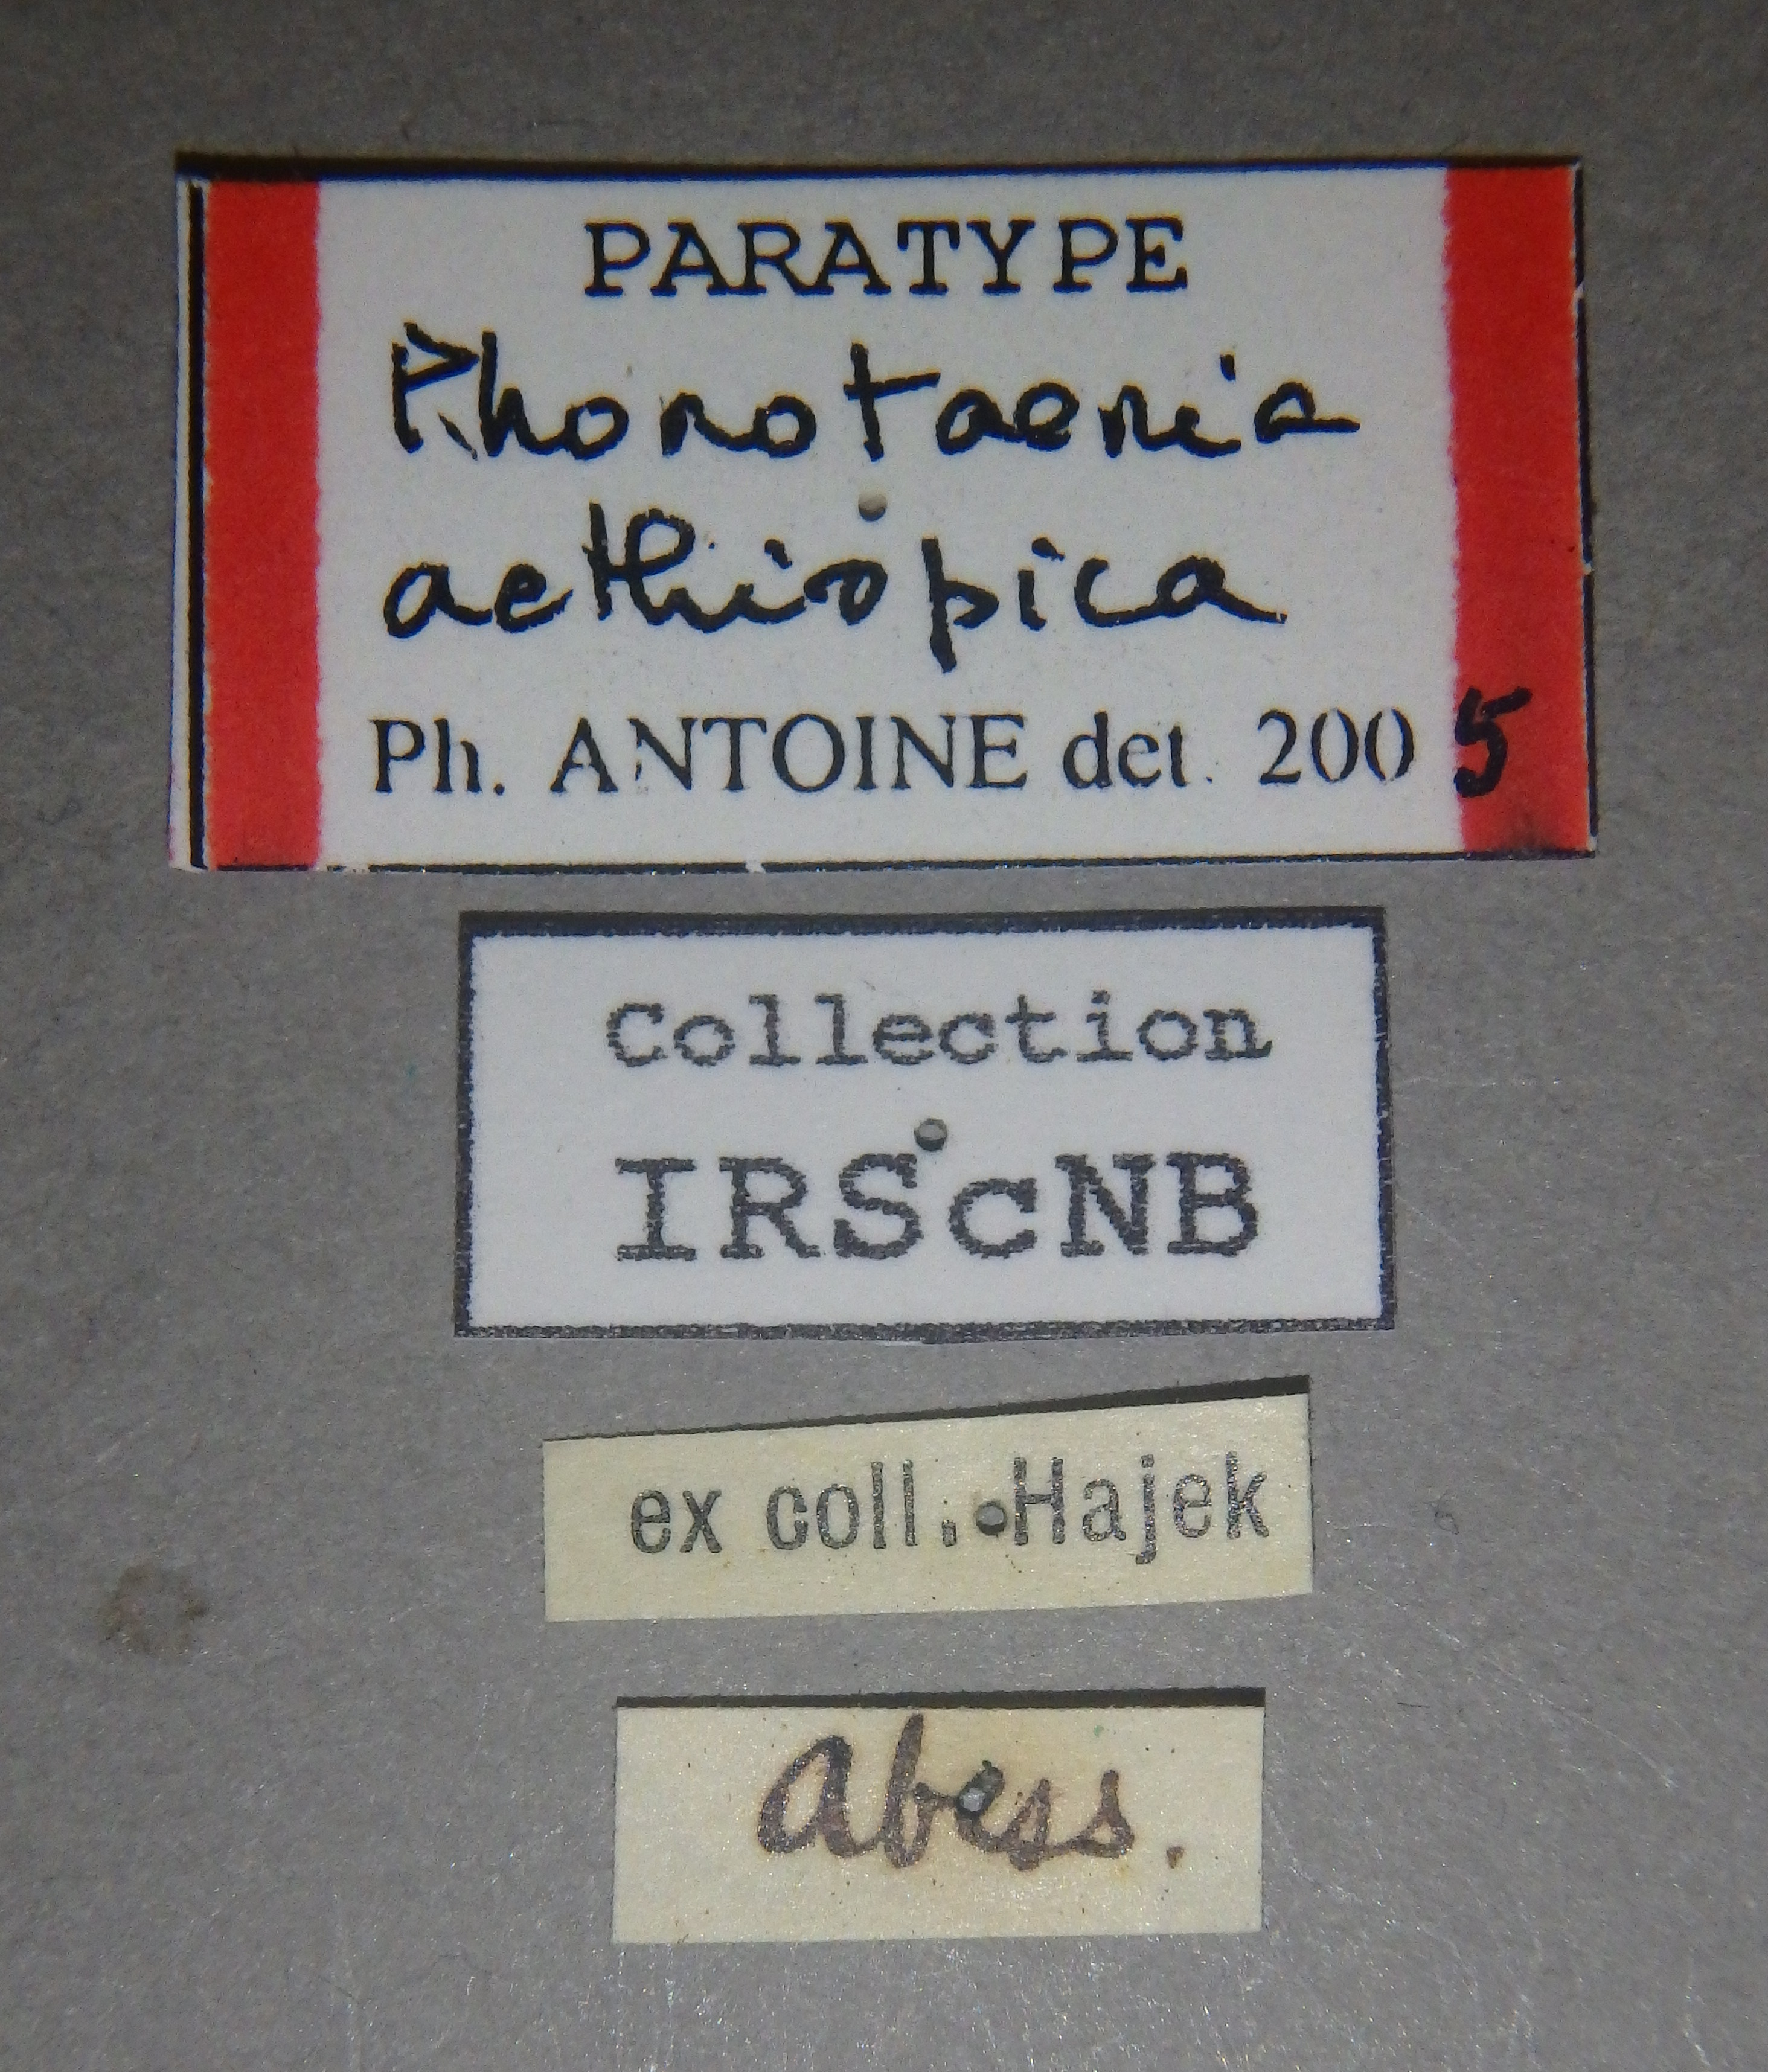 PARATYPE
Phonotaenia
aethiopica
Ph. ANTOINE det. 2005
Collection
IRScNB
ex coll. Hajek
Abess.